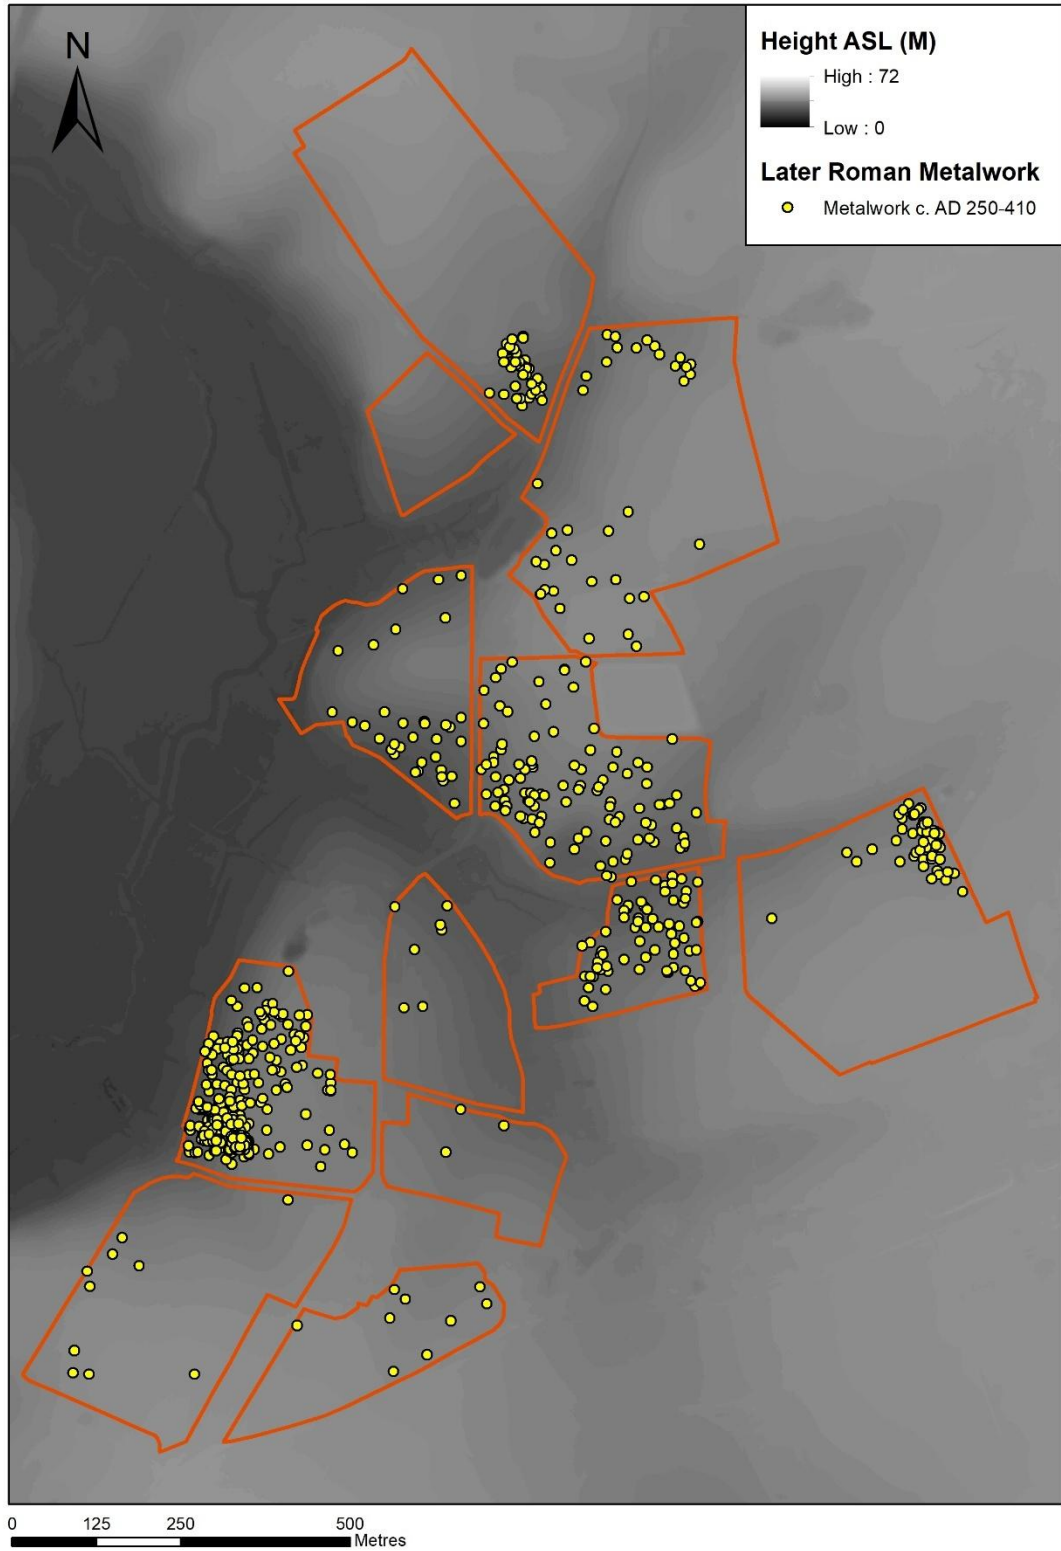 N
Height ASL (M)
High : 72
Low : 0
Later Roman Metalwork
Metalwork c. AD 250-410
0 125 250 500
Metres